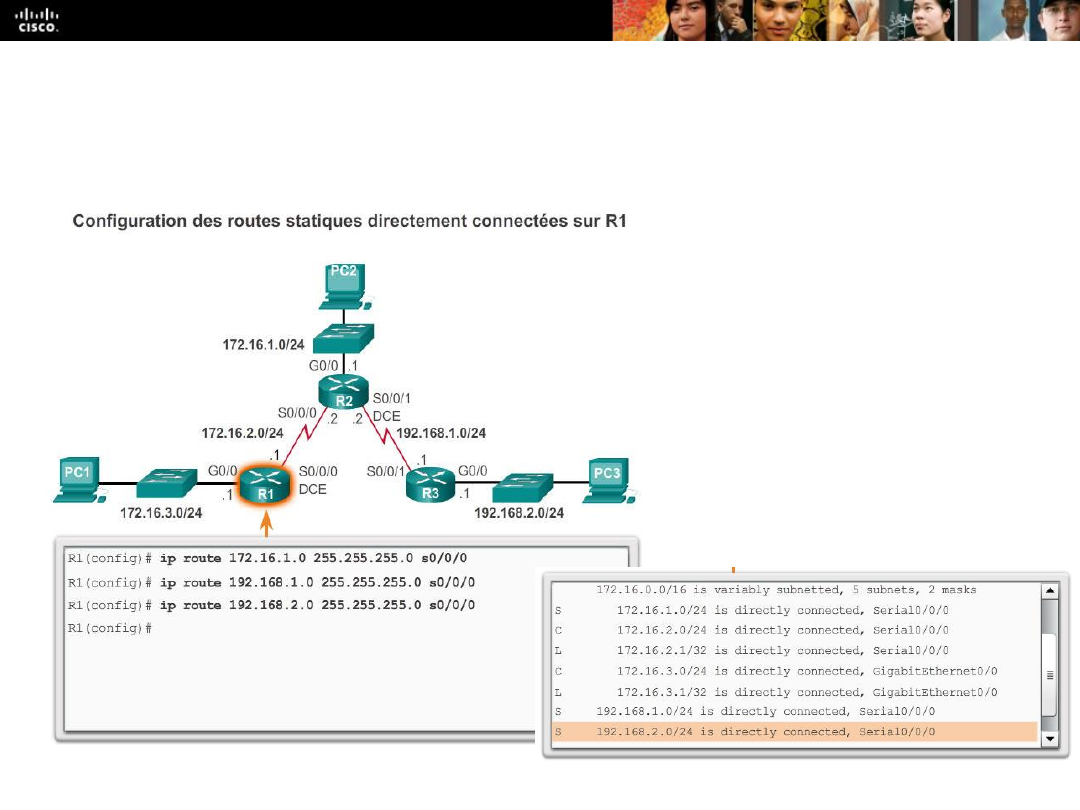 CISCO.
Configuration des routes statiques directement connectées sur R1
PC2
172.16.1.0/24
G0/0 .1
R2
S0/0/1
DCE
S0/0/0
.2 .2
172.16.2.0/24
192.168.1.0/24
.1
.1
PC1
G0/0
S0/0/0
DCE
S0/0/1
G0/0
PC3
R1
R3
.1
.1
172.16.3.0/24
192.168.2.0/24
R1(config)# ip route 172.16.1.0 255.255.255.0 s0/0/0
R1(config)# ip route 192.168.1.0 255.255.255.0 s0/0/0
R1(config)# ip route 192.168.2.0 255.255.255.0 s0/0/0
R1(config)#
172.16.0.0/16 is variably subnetted, 5 subnets, 2 masks
S 172.16.1.0/24 is directly connected, Serial0/0/0
C 172.16.2.0/24 is directly connected, Serial0/0/0
L 172.16.2.1/32 is directly connected, Serial0/0/0
C 172.16.3.0/24 is directly connected, GigabitEthernet0/0
L 172.16.3.1/32 is directly connected, GigabitEthernet0/0
S 192.168.1.0/24 is directly connected, Serial0/0/0
S 192.168.2.0/24 is directly connected, Serial0/0/0